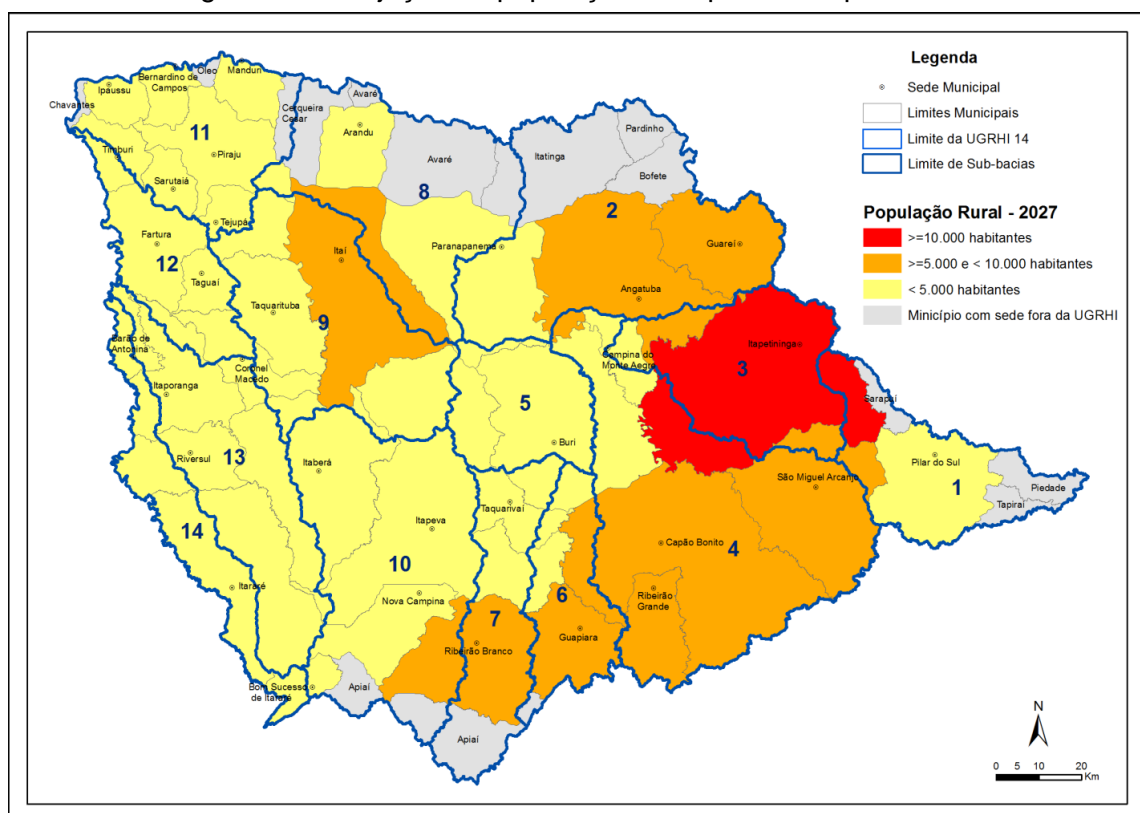 Legenda
Sede Municipal
Limites Municipais
Limite da UGRHI 14
Limite de Sub-bacias
População Rural - 2027
>=10.000 habitantes
>=5.000 e < 10.000 habitantes
< 5.000 habitantes
Minicípio com sede fora da UGRHI
Chavantes
Ipaussu
Bernardino de
Campos
Óleo
Manduri
Cerqueira
Cesar
Avaré
Arandu
11
Piraju
Timburi
Sarutaiá
Tejupá
Avaré
8
Itatinga
Pardinho
Bofete
2
Guareí
Angatuba
Paranapanema
Itaí
9
Fartura
12
Taguaí
Taquarituba
Barão de
Antonina
Coronel
Macedo
Itaporanga
Campina do
Monte Aegre
Itapetininga
3
Sarapuí
5
Buri
Riversul
13
Itaberá
Pilar do Sul
1
Piedade
Tapiraí
São Miguel Arcanjo
Taquarivaí
Itapeva
14
Itararé
10
Nova Campina
Capão Bonito
4
Ribeirão
Grande
6
Guapiara
7
Ribeirão Branco
Bom Sucesso
de Itararé
Apiaí
Apiaí
N
0 5 10 20
Km